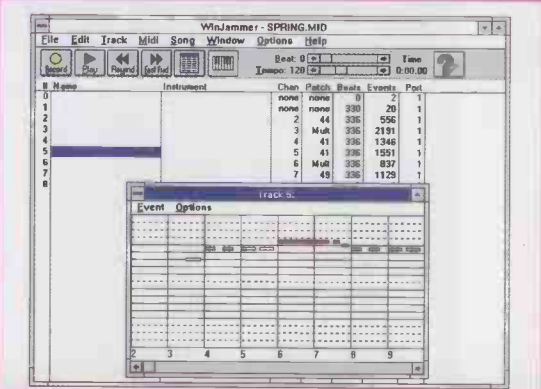 WinJammer - SPRING.MID
File Edit Track Midi Song Window Options Help
Record Play Rewind Fast Fwd Beat: 0 Time
Tempo: 120 0:00.00
# Name Instrument Chan Patch Beats Events Port
0 none none 0 2 1
1 none none 330 20 1
2 2 44 336 556 1
3 3 Mult 336 2191 1
4 4 41 336 1346 1
5 5 41 336 1551 1
6 6 Mult 336 837 1
7 7 49 336 1129 1
8
Track 5:
Event Options
2 3 4 5 6 7 8 9